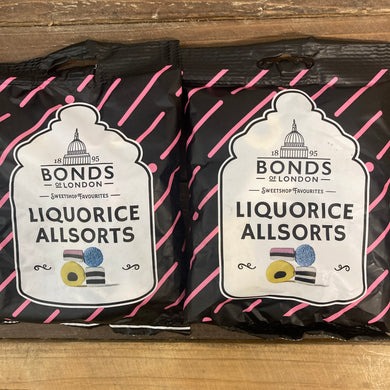 18 95
BONDS
OF LONDON
SWEETSHOP FAVOURITES
LIQUORICE
ALLSORTS
18 95
BONDS
OF LONDON
SWEETSHOP FAVOURITES
LIQUORICE
ALLSORTS